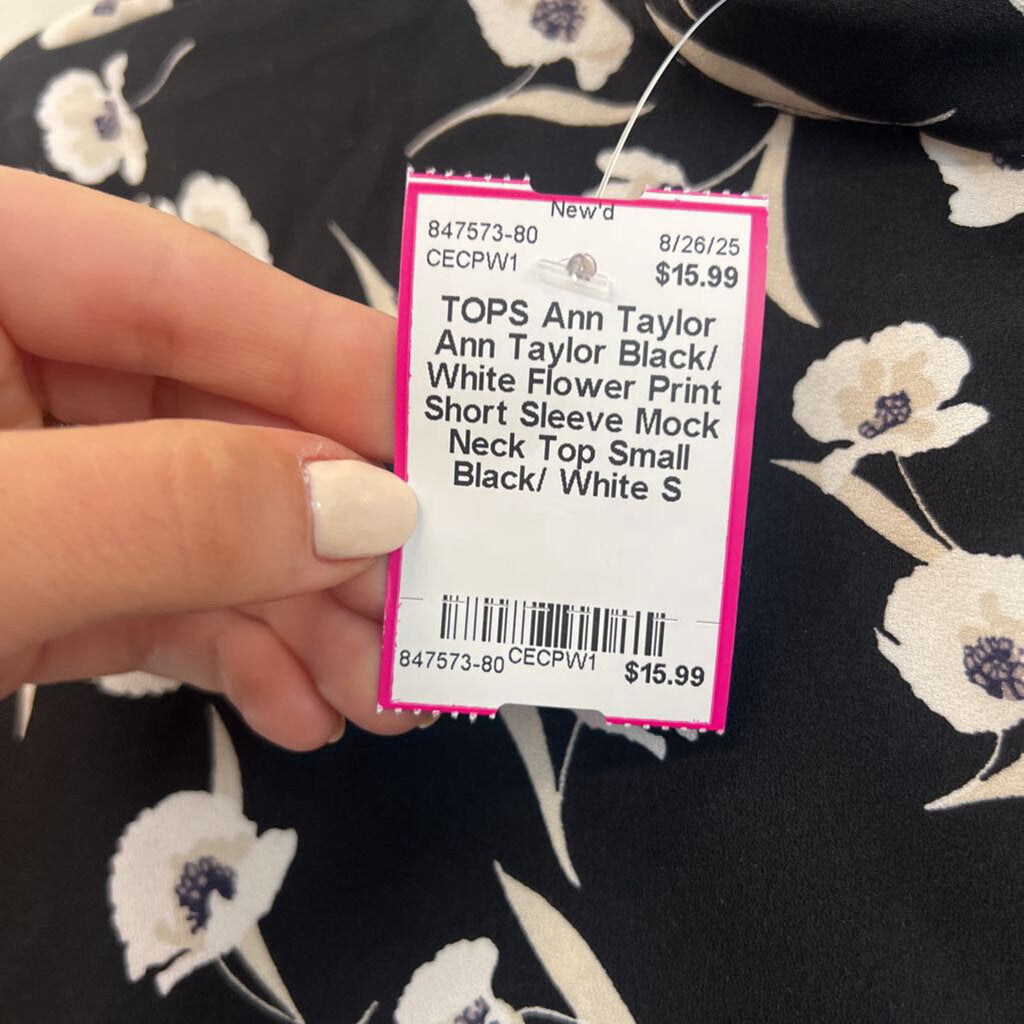 New'd
847573-80 8/26/25
CECPW1 $15.99
TOPS Ann Taylor
Ann Taylor Black/
White Flower Print
Short Sleeve Mock
Neck Top Small
Black/ White S
847573-80 CECPW1 $15.99